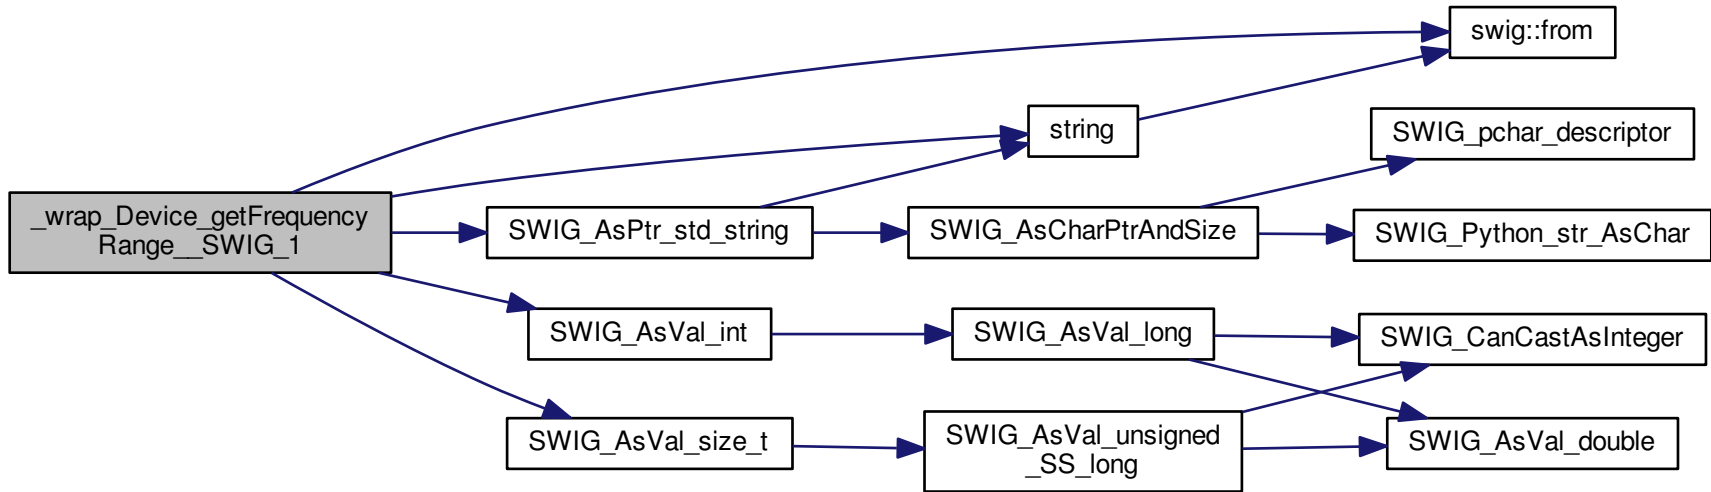 swig::from
string
SWIG_pchar_descriptor
_wrap_Device_getFrequency
Range__SWIG_1
SWIG_AsPtr_std_string
SWIG_AsCharPtrAndSize
SWIG_Python_str_AsChar
SWIG_AsVal_int
SWIG_AsVal_long
SWIG_CanCastAsInteger
SWIG_AsVal_size_t
SWIG_AsVal_unsigned
_SS_long
SWIG_AsVal_double